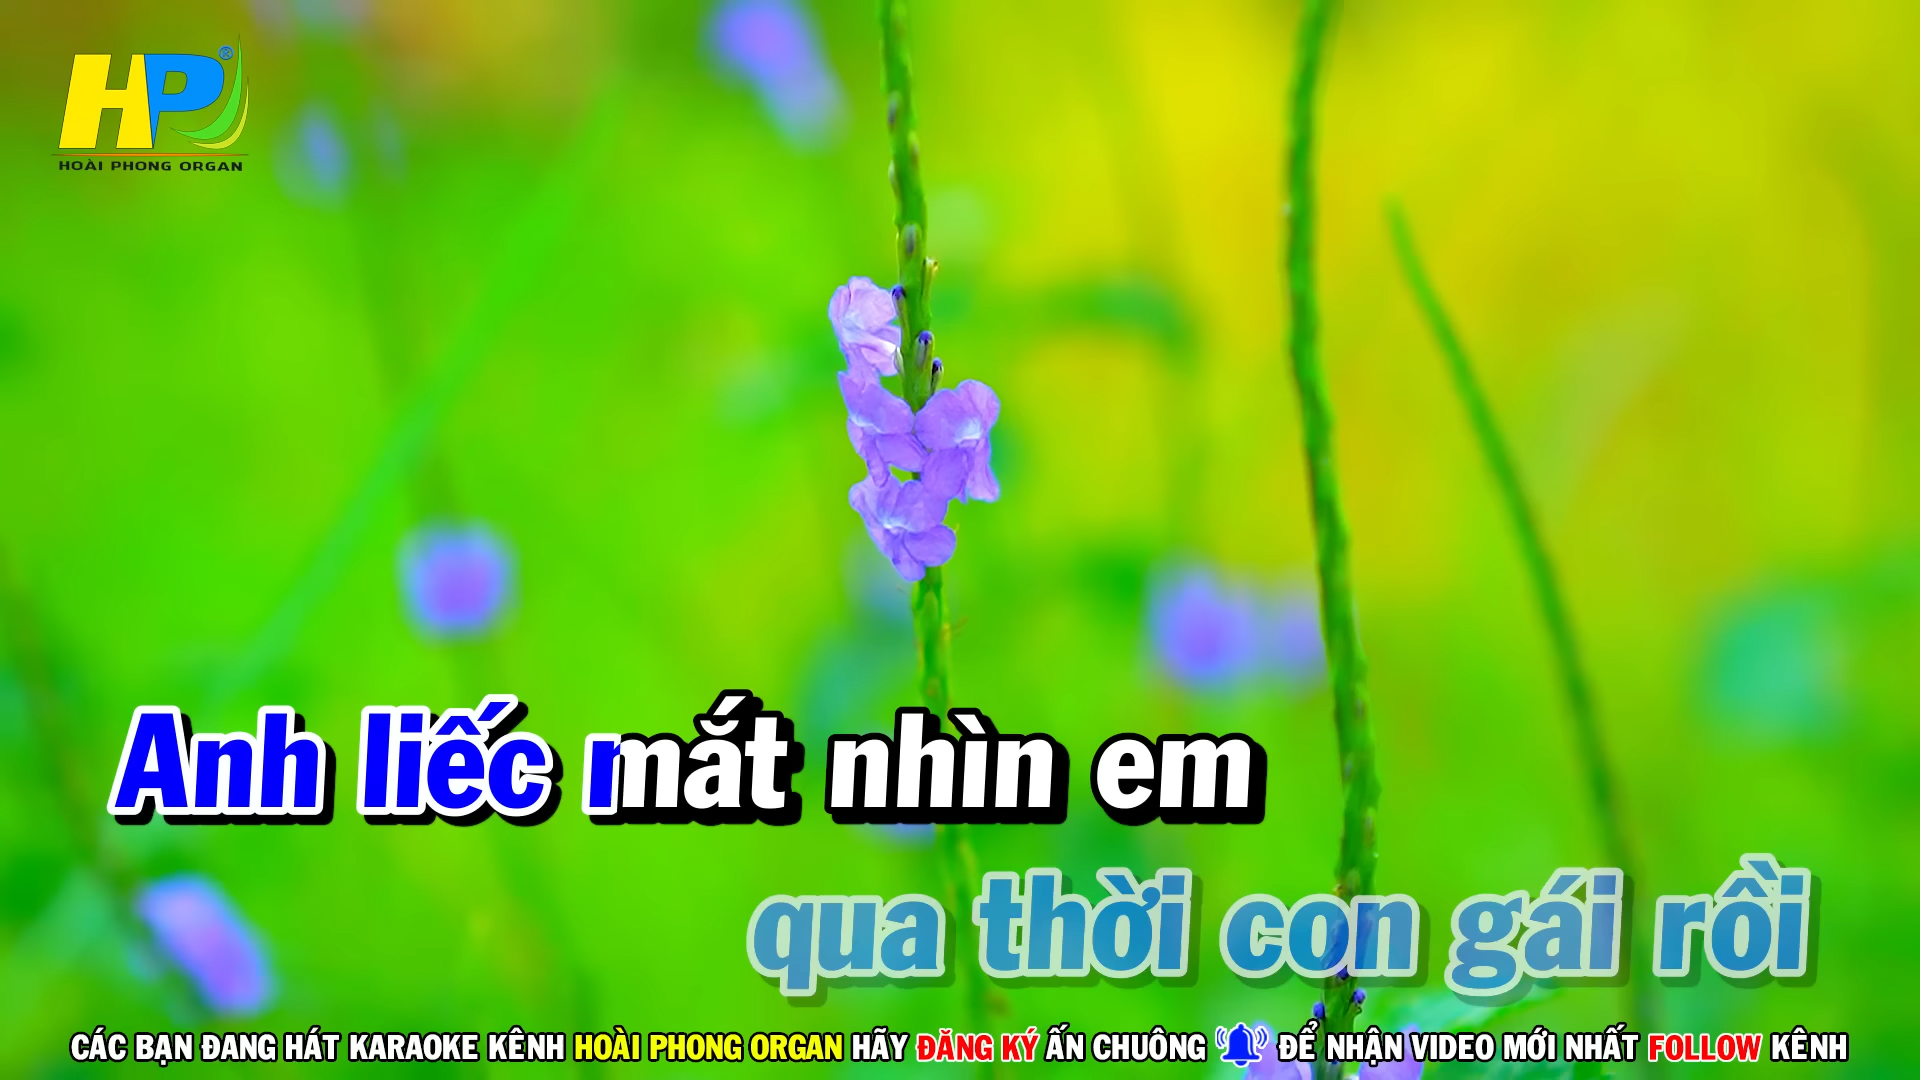 HP®
HOÀI PHONG ORGAN
Anh liếc mắt nhìn em
qua thời con gái rồi
CÁC BẠN ĐANG HÁT KARAOKE KÊNH HOÀI PHONG ORGAN HÃY ĐĂNG KÝ ẤN CHUÔNG ĐỂ NHẬN VIDEO MỚI NHẤT FOLLOW KÊNH